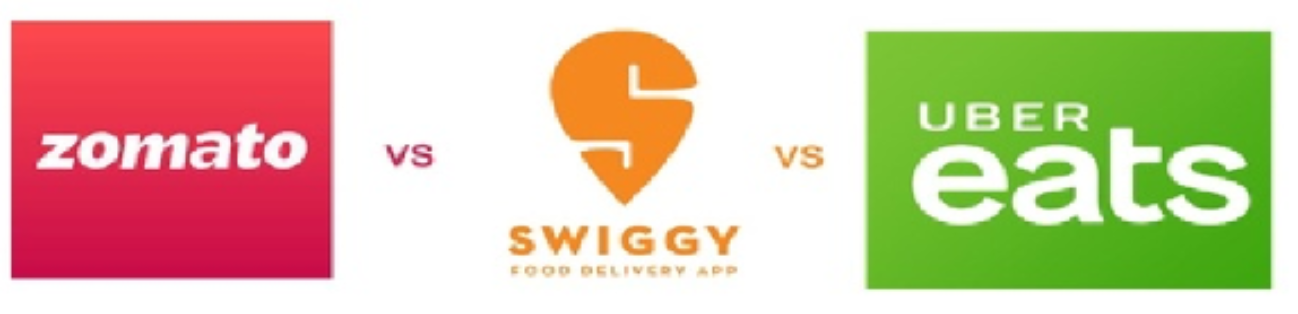 zomato
vs
SWIGGY
FOOD DELIVERY APP
vs
UBER
eats